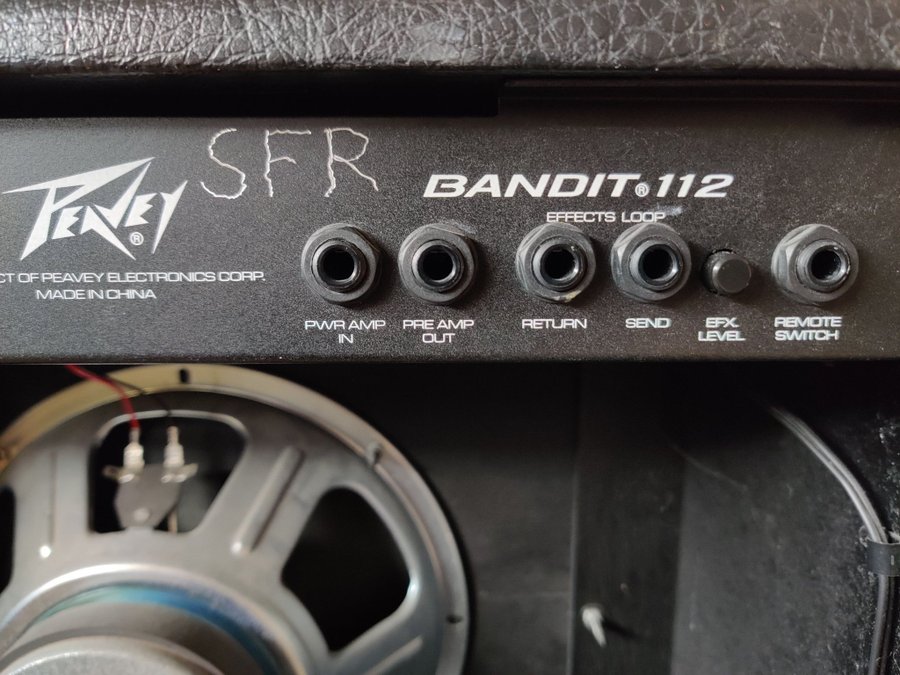 PEAVEY®
SFR
BANDIT® 112
EFFECTS LOOP
CT OF PEAVEY ELECTRONICS CORP.
MADE IN CHINA
PWR AMP
IN
PRE AMP
OUT
RETURN
SEND
EFX.
LEVEL
REMOTE
SWITCH